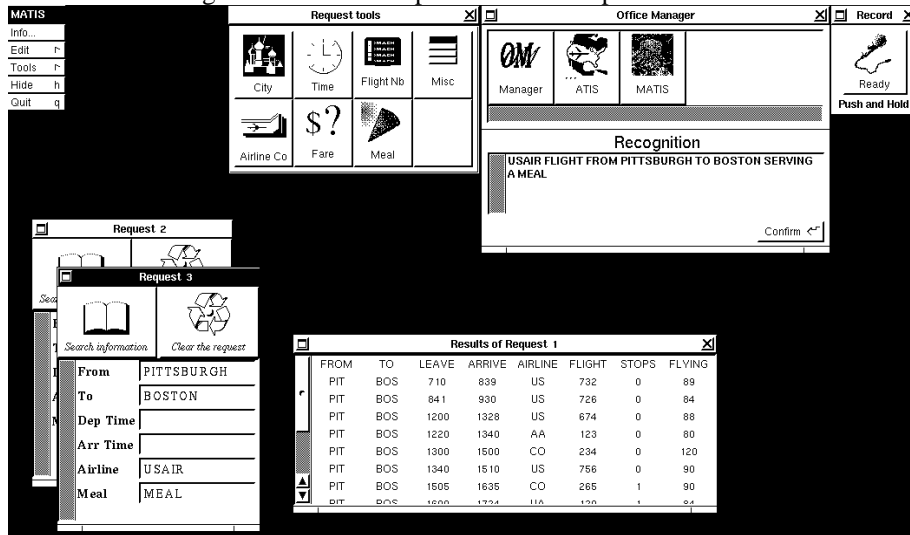 MATIS
Info...
Edit
Tools
Hide h
Quit q
Request tools
City Time Flight Nb Misc
Airline Co Fare Meal
$?
Office Manager
OM
Manager ATIS MATIS
Recognition
USAIR FLIGHT FROM PITTSBURGH TO BOSTON SERVING
A MEAL
Confirm
Record
Ready
Push and Hold
Request 2
Request 3
Search information Clear the request
From PITTSBURGH
To BOSTON
Dep Time
Arr Time
Airline USAIR
Meal MEAL
Results of Request 1
FROM TO LEAVE ARRIVE AIRLINE FLIGHT STOPS FLYING
PIT BOS 710 839 US 732 0 89
PIT BOS 841 930 US 726 0 84
PIT BOS 1200 1328 US 674 0 88
PIT BOS 1220 1340 AA 123 0 80
PIT BOS 1300 1500 CO 234 0 120
PIT BOS 1340 1510 US 756 0 90
PIT BOS 1505 1635 CO 265 1 90
PIT BOS